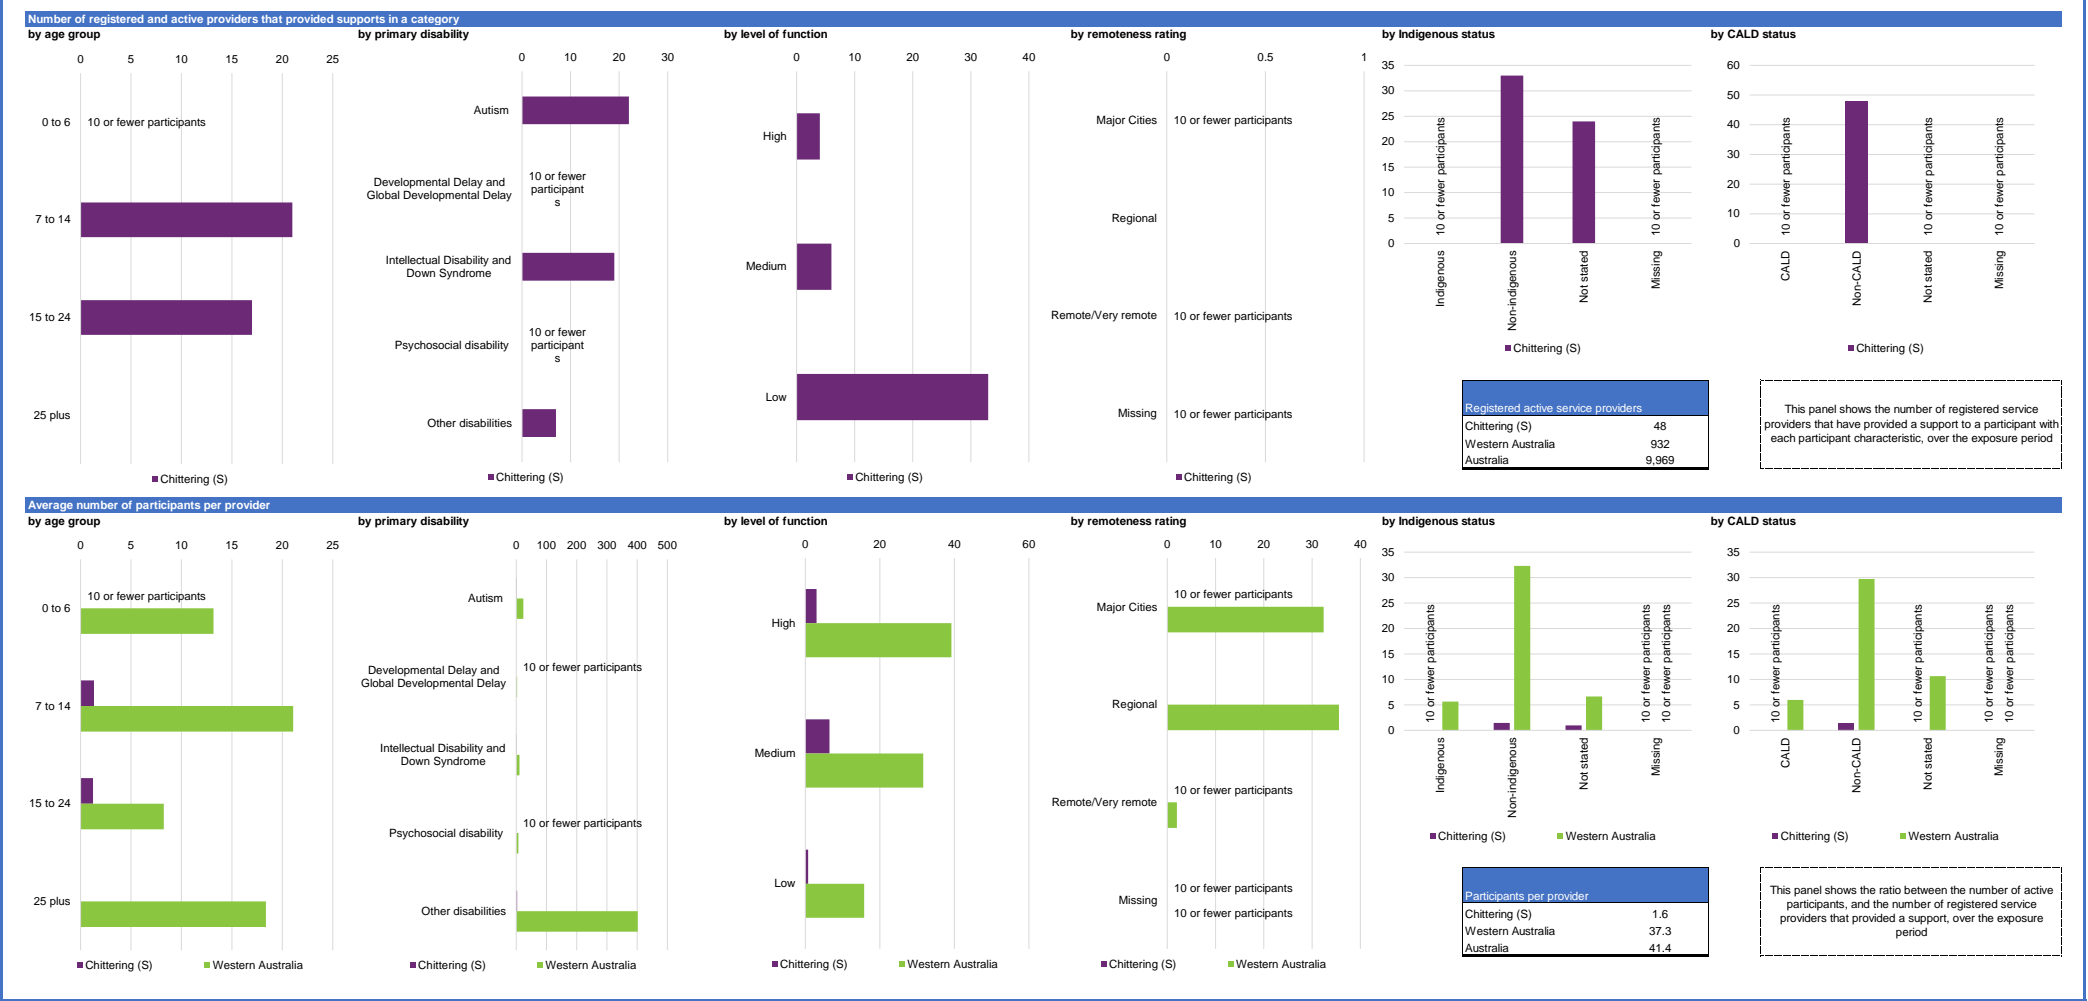 Number of registered and active providers that provided supports in a category
by age group
0 5 10 15 20 25
0 to 6
10 or fewer participants
7 to 14
15 to 24
25 plus
Chittering (S)
by primary disability
0 10 20 30
Autism
Developmental Delay and
Global Developmental Delay
10 or fewer
participant
s
Intellectual Disability and
Down Syndrome
Psychosocial disability
10 or fewer
participant
s
Other disabilities
Chittering (S)
by level of function
0 10 20 30 40
High
Medium
Low
Chittering (S)
by remoteness rating
0 0.5 1
Major Cities
10 or fewer participants
Regional
Remote/Very remote
10 or fewer participants
Missing
10 or fewer participants
Chittering (S)
by Indigenous status
35
30
25
20
15
10
5
0
10 or fewer participants
10 or fewer participants
Indigenous
Non-indigenous
Not stated
Missing
Chittering (S)
by CALD status
60
50
40
30
20
10
0
10 or fewer participants
10 or fewer participants
10 or fewer participants
CALD
Non-CALD
Not stated
Missing
Chittering (S)
Registered active service providers
Chittering (S) 48
Western Australia 932
Australia 9,969
This panel shows the number of registered service
providers that have provided a support to a participant with
each participant characteristic, over the exposure period
Average number of participants per provider
by age group
0 5 10 15 20 25
0 to 6
10 or fewer participants
7 to 14
15 to 24
25 plus
Chittering (S) Western Australia
by primary disability
0 100 200 300 400 500
Autism
Developmental Delay and
Global Developmental Delay
10 or fewer participants
Intellectual Disability and
Down Syndrome
Psychosocial disability
10 or fewer participants
Other disabilities
Chittering (S) Western Australia
by level of function
0 20 40 60
High
Medium
Low
Chittering (S) Western Australia
by remoteness rating
0 10 20 30 40
Major Cities
10 or fewer participants
Regional
Remote/Very remote
10 or fewer participants
Missing
10 or fewer participants
10 or fewer participants
Chittering (S) Western Australia
by Indigenous status
35
30
25
20
15
10
5
0
10 or fewer participants
10 or fewer participants
10 or fewer participants
Indigenous
Non-indigenous
Not stated
Missing
Chittering (S) Western Australia
by CALD status
35
30
25
20
15
10
5
0
10 or fewer participants
10 or fewer participants
10 or fewer participants
10 or fewer participants
CALD
Non-CALD
Not stated
Missing
Chittering (S) Western Australia
Participants per provider
Chittering (S) 1.6
Western Australia 37.3
Australia 41.4
This panel shows the ratio between the number of active
participants, and the number of registered service
providers that provided a support, over the exposure
period